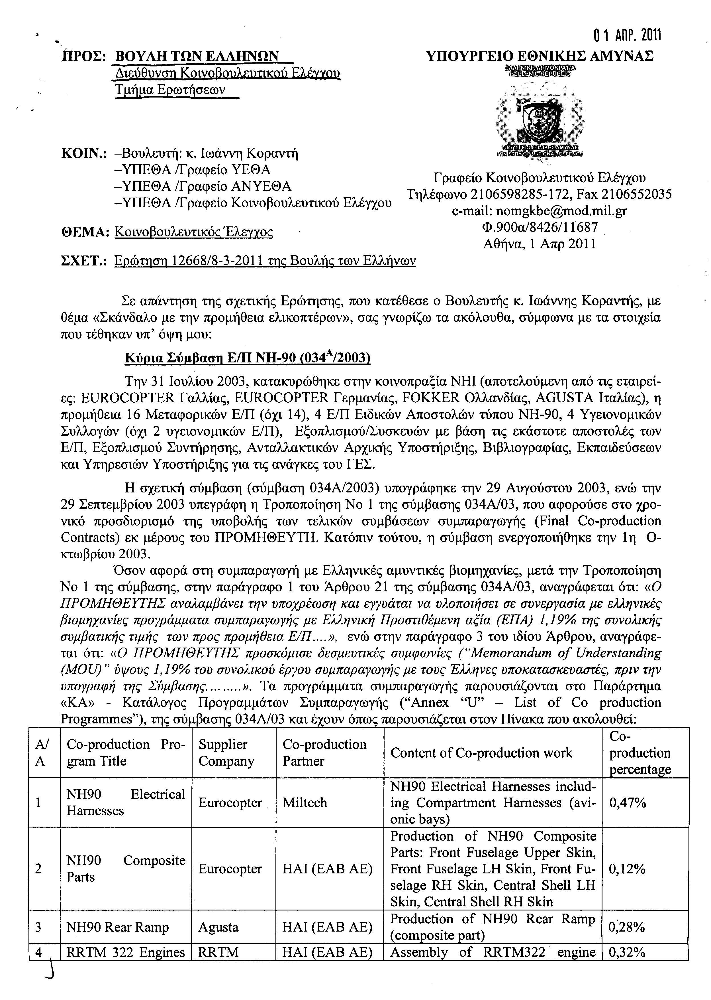 0 1 ΑΠΡ. 2011
ΠΡΟΣ: ΒΟΥΛΗ ΤΩΝ ΕΛΛΗΝΩΝ
Διεύθυνση Κοινοβουλευτικού Ελέγχου
Τμήμα Ερωτήσεων
ΥΠΟΥΡΓΕΙΟ ΕΘΝΙΚΗΣ ΑΜΥΝΑΣ
ΕΛΛΗΝΙΚΗ ΔΗΜΟΚΡΑΤΙΑ
HELLENIC REPUBLIC
ΥΠΟΥΡΓΕΙΟ ΕΘΝΙΚΗΣ ΑΜΥΝΑΣ
MINISTRY OF NATIONAL DEFENCE
ΚΟΙΝ.: –Βουλευτή: κ. Ιωάννη Κοραντή
–ΥΠΕΘΑ /Γραφείο ΥΕΘΑ
–ΥΠΕΘΑ /Γραφείο ΑΝΥΕΘΑ
–ΥΠΕΘΑ /Γραφείο Κοινοβουλευτικού Ελέγχου
Γραφείο Κοινοβουλευτικού Ελέγχου
Τηλέφωνο 2106598285-172, Fax 2106552035
e-mail: nomgkbe@mod.mil.gr
Φ.900α/8426/11687
Αθήνα, 1 Απρ 2011
ΘΕΜΑ: Κοινοβουλευτικός Έλεγχος
ΣΧΕΤ.: Ερώτηση 12668/8-3-2011 της Βουλής των Ελλήνων
Σε απάντηση της σχετικής Ερώτησης, που κατέθεσε ο Βουλευτής κ. Ιωάννης Κοραντής, με
θέμα «Σκάνδαλο με την προμήθεια ελικοπτέρων», σας γνωρίζω τα ακόλουθα, σύμφωνα με τα στοιχεία
που τέθηκαν υπ’ όψη μου:
Κύρια Σύμβαση Ε/Π ΝΗ-90 (034Α/2003)
Την 31 Ιουλίου 2003, κατακυρώθηκε στην κοινοπραξία ΝΗΙ (αποτελούμενη από τις εταιρεί-
ες: EUROCOPTER Γαλλίας, EUROCOPTER Γερμανίας, FOKKER Ολλανδίας, AGUSTA Ιταλίας), η
προμήθεια 16 Μεταφορικών Ε/Π (όχι 14), 4 Ε/Π Ειδικών Αποστολών τύπου ΝΗ-90, 4 Υγειονομικών
Συλλογών (όχι 2 υγειονομικών Ε/Π), Εξοπλισμού/Συσκευών με βάση τις εκάστοτε αποστολές των
Ε/Π, Εξοπλισμού Συντήρησης, Ανταλλακτικών Αρχικής Υποστήριξης, Βιβλιογραφίας, Εκπαιδεύσεων
και Υπηρεσιών Υποστήριξης για τις ανάγκες του ΓΕΣ.
Η σχετική σύμβαση (σύμβαση 034Α/2003) υπογράφηκε την 29 Αυγούστου 2003, ενώ την
29 Σεπτεμβρίου 2003 υπεγράφη η Τροποποίηση Νο 1 της σύμβασης 034Α/03, που αφορούσε στο χρο-
νικό προσδιορισμό της υποβολής των τελικών συμβάσεων συμπαραγωγής (Final Co-production
Contracts) εκ μέρους του ΠΡΟΜΗΘΕΥΤΗ. Κατόπιν τούτου, η σύμβαση ενεργοποιήθηκε την 1η Ο-
κτωβρίου 2003.
Όσον αφορά στη συμπαραγωγή με Ελληνικές αμυντικές βιομηχανίες, μετά την Τροποποίηση
Νο 1 της σύμβασης, στην παράγραφο 1 του Άρθρου 21 της σύμβασης 034Α/03, αναγράφεται ότι: «Ο
ΠΡΟΜΗΘΕΥΤΗΣ αναλαμβάνει την υποχρέωση και εγγυάται να υλοποιήσει σε συνεργασία με ελληνικές
βιομηχανίες προγράμματα συμπαραγωγής με Ελληνική Προστιθέμενη αξία (ΕΠΑ) 1,19% της συνολικής
συμβατικής τιμής των προς προμήθεια Ε/Π....», ενώ στην παράγραφο 3 του ιδίου Άρθρου, αναγράφε-
ται ότι: «Ο ΠΡΟΜΗΘΕΥΤΗΣ προσκόμισε δεσμευτικές συμφωνίες (“Memorandum of Understanding
(MOU)” ύψους 1,19% του συνολικού έργου συμπαραγωγής με τους Έλληνες υποκατασκευαστές, πριν την
υπογραφή της Σύμβασης.........». Τα προγράμματα συμπαραγωγής παρουσιάζονται στο Παράρτημα
«ΚΑ» - Κατάλογος Προγραμμάτων Συμπαραγωγής (“Annex “U” – List of Co production
Programmes”), της σύμβασης 034Α/03 και έχουν όπως παρουσιάζεται στον Πίνακα που ακολουθεί:
Α/Α Co-production Program Title Supplier Company Co-production Partner Content of Co-production work Co-production percentage
1 NH90 Electrical Harnesses Eurocopter Miltech NH90 Electrical Harnesses includ-
ing Compartment Harnesses (avi-
onic bays) 0,47%
2 NH90 Composite Parts Eurocopter HAI (ΕΑΒ ΑΕ) Production of NH90 Composite
Parts: Front Fuselage Upper Skin,
Front Fuselage LH Skin, Front Fu-
selage RH Skin, Central Shell LH
Skin, Central Shell RH Skin 0,12%
3 NH90 Rear Ramp Agusta HAI (ΕΑΒ ΑΕ) Production of NH90 Rear Ramp
(composite part) 0,28%
4 RRTM 322 Engines RRTM HAI (ΕΑΒ ΑΕ) Assembly of RRTM322 engine 0,32%